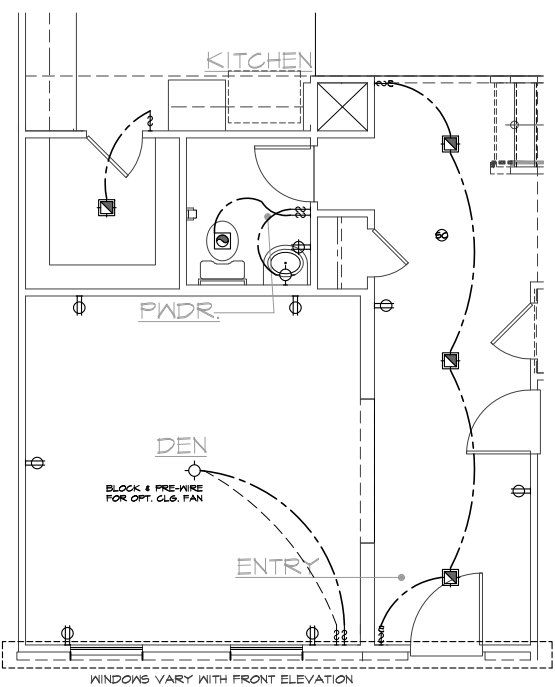 KITCHEN
PWDR.
DEN
BLOCK & PRE-WIRE
FOR OPT. CLG. FAN
ENTRY
WINDOWS VARY WITH FRONT ELEVATION